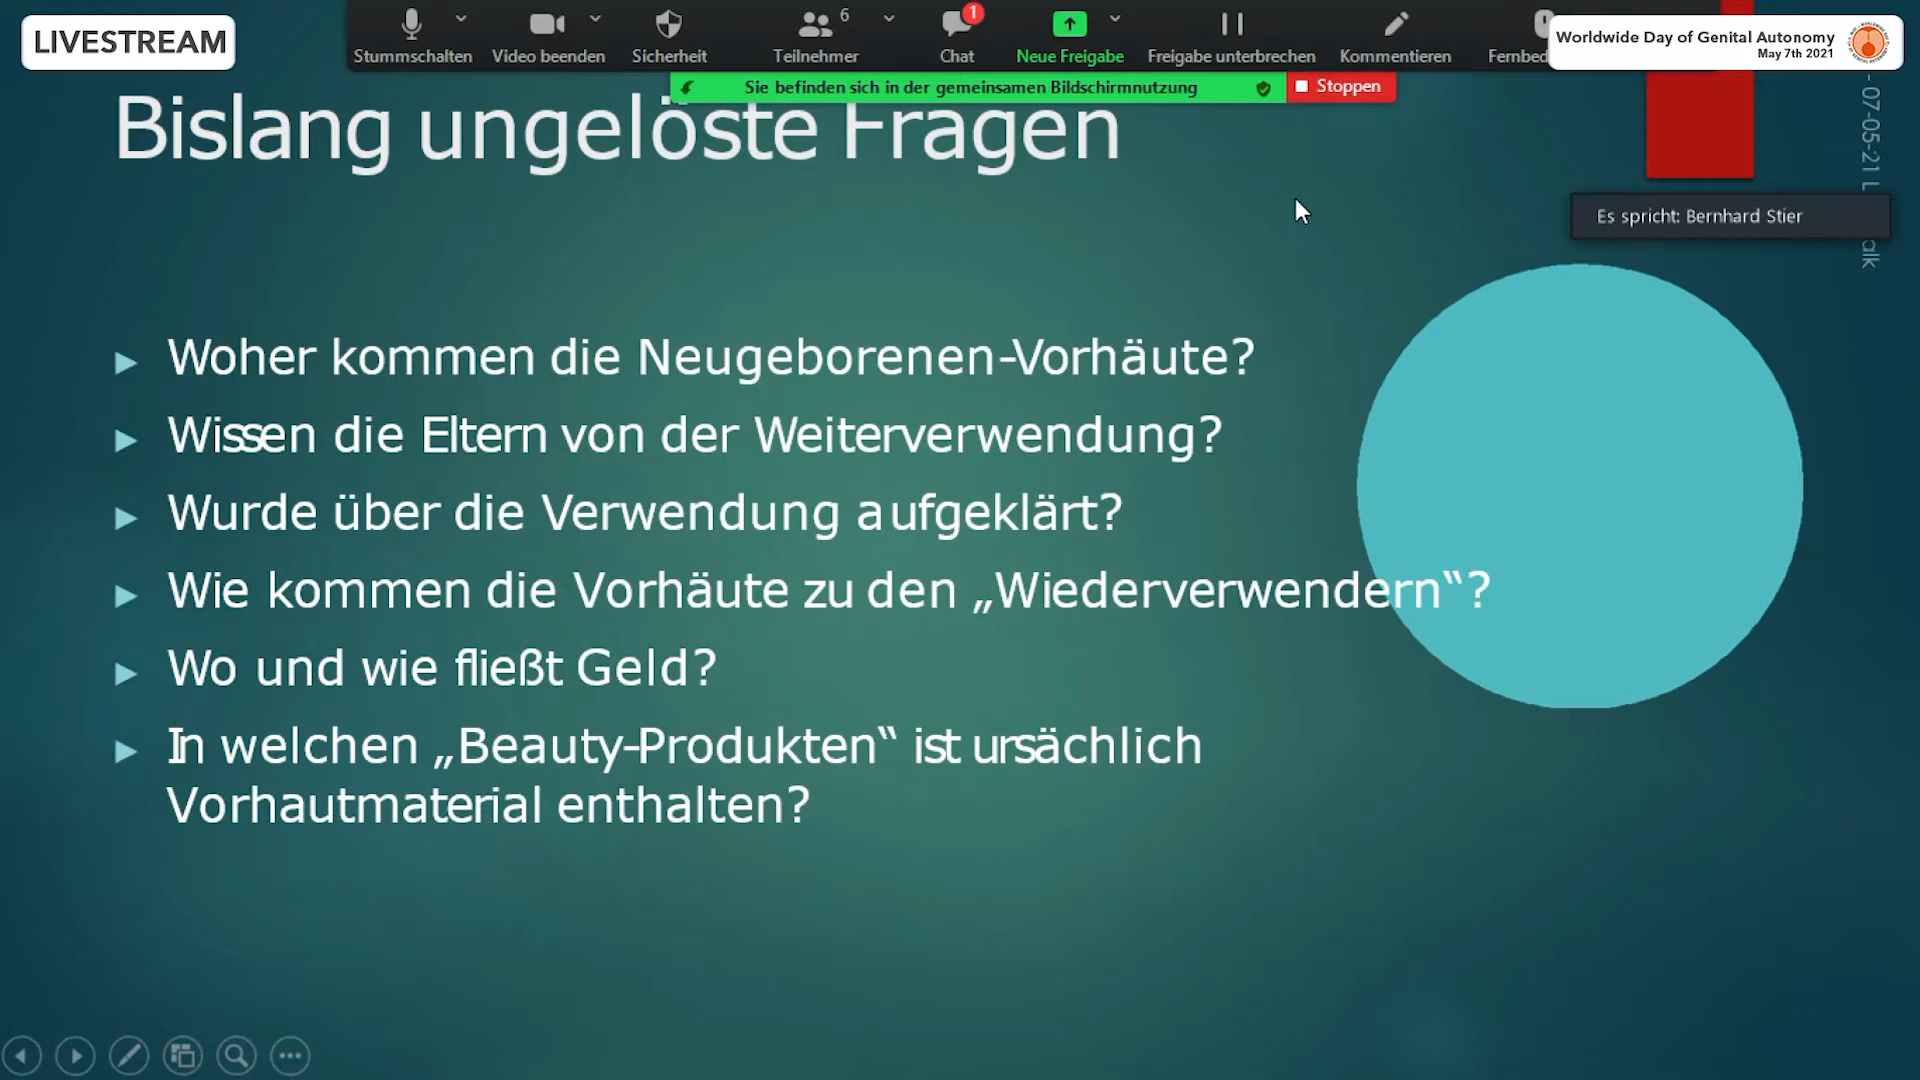 LIVESTREAM
Stummschalten
Video beenden
Sicherheit
6
Teilnehmer
1
Chat
Neue Freigabe
Freigabe unterbrechen
Kommentieren
Worldwide Day of Genital Autonomy
May 7th 2021
Sie befinden sich in der gemeinsamen Bildschirmnutzung
Stoppen
Bislang ungelöste Fragen
07-05-21
Es spricht: Bernhard Stier
Woher kommen die Neugeborenen-Vorhäute?
Wissen die Eltern von der Weiterverwendung?
Wurde über die Verwendung aufgeklärt?
Wie kommen die Vorhäute zu den „Wiederverwendern“?
Wo und wie fließt Geld?
In welchen „Beauty-Produkten“ ist ursächlich
Vorhautmaterial enthalten?